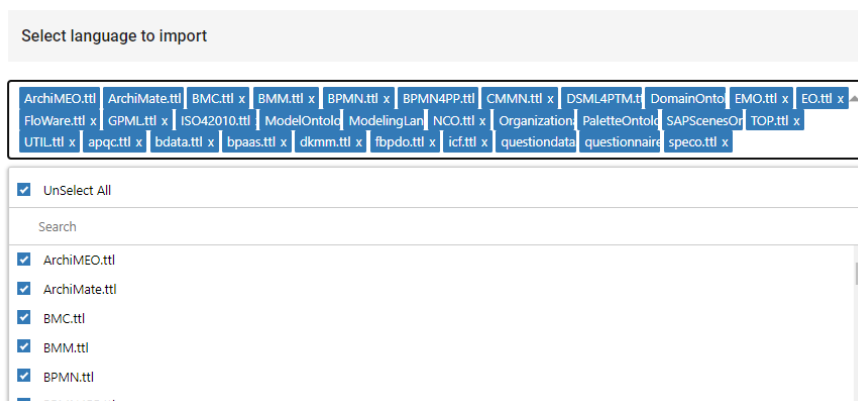 Select language to import
ArchiMEO.ttl ArchiMate.ttl BMC.ttl x BMM.ttl x BPMN.ttl x BPMN4PP.ttl CMMN.ttl x DSML4PTM.t DomainOntol EMO.ttl x EO.ttl x
FloWare.ttl x GPML.ttl x ISO42010.ttl ModelOntolo ModelingLan NCO.ttl x Organization PaletteOntolo SAPScenesOn TOP.ttl x
UTIL.ttl x apqc.ttl x bdata.ttl x bpaas.ttl x dkmm.ttl x fbpdo.ttl x icf.ttl x questiondata questionnaire speco.ttl x
UnSelect All
Search
ArchiMEO.ttl
ArchiMate.ttl
BMC.ttl
BMM.ttl
BPMN.ttl